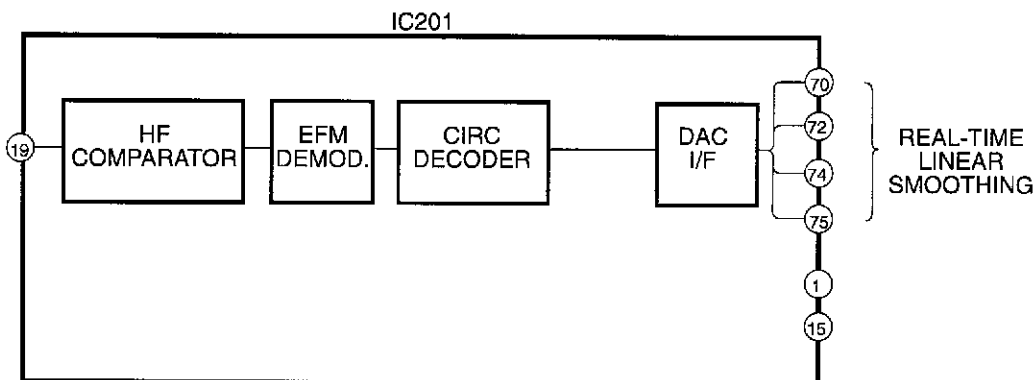 IC201
19
HF
COMPARATOR
EFM
DEMOD.
CIRC
DECODER
DAC
I/F
70
72
74
75
1
15
REAL-TIME
LINEAR
SMOOTHING